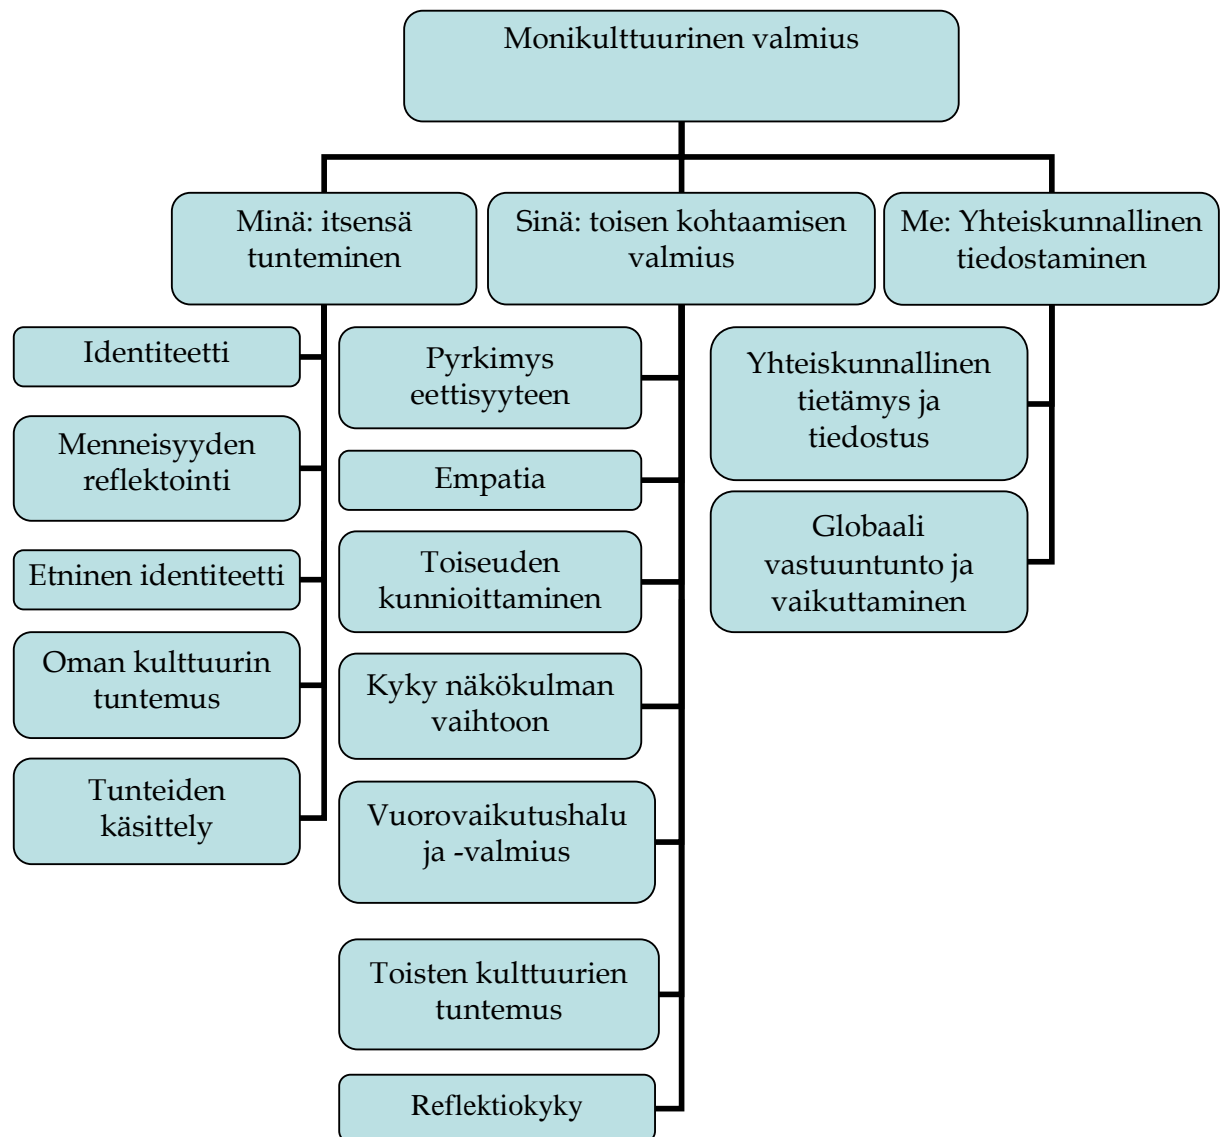 Monikulttuurinen valmius
Minä: itsensä
tunteminen
Sinä: toisen kohtaamisen
valmius
Me: Yhteiskunnallinen
tiedostaminen
Identiteetti
Menneisyyden
reflektointi
Etninen identiteetti
Oman kulttuurin
tuntemus
Tunteiden
käsittely
Pyrkimys
eettisyyteen
Empatia
Toiseuden
kunnioittaminen
Kyky näkökulman
vaihtoon
Vuorovaikutushalu
ja -valmius
Toisten kulttuurien
tuntemus
Reflektiokyky
Yhteiskunnallinen
tietämys ja
tiedostus
Globaali
vastuuntunto ja
vaikuttaminen